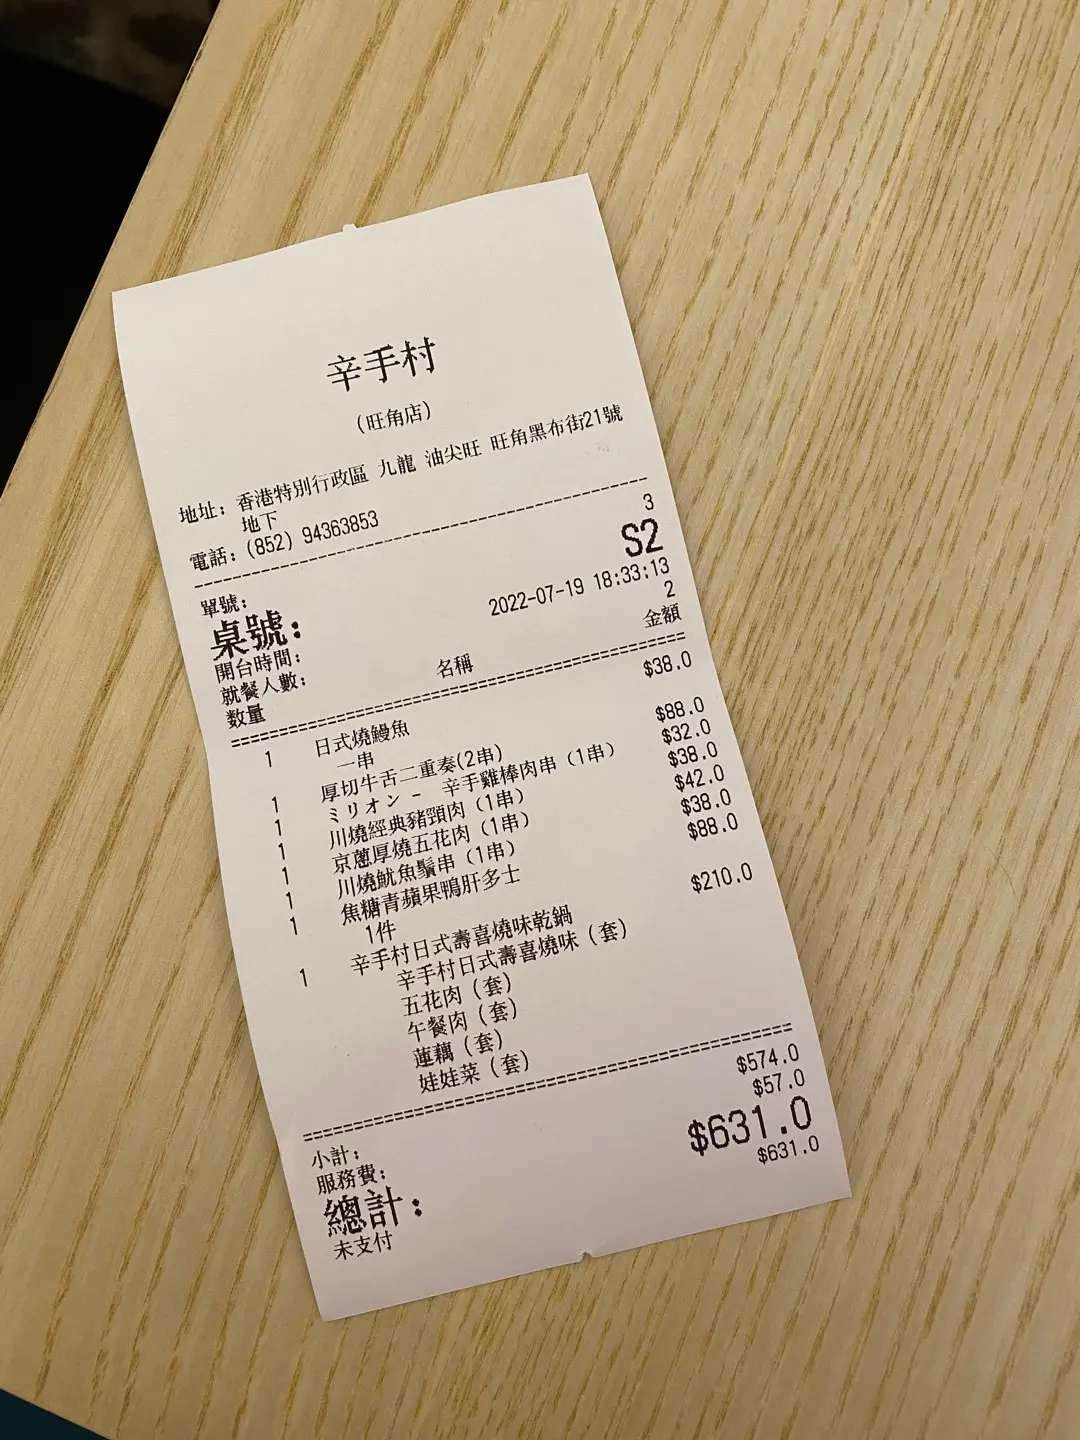 辛手村
(旺角店)
地址: 香港特別行政區 九龍 油尖旺 旺角黑布街21號
地下
電話: (852) 94363853
單號: 3
桌號: S2
開台時間: 2022-07-19 18:33:13
就餐人數: 2
数量 名稱 金額
1 日式燒鰻魚 $38.0
一串
1 厚切牛舌二重奏(2串) $88.0
1 ミリオン - 辛手雞棒肉串 (1串) $32.0
1 川燒經典豬頸肉 (1串) $38.0
1 京蔥厚燒五花肉 (1串) $42.0
1 川燒魷魚鬚串 (1串) $38.0
1 焦糖青蘋果鴨肝多士 $88.0
1件
1 辛手村日式壽喜燒味乾鍋 $210.0
辛手村日式壽喜燒味 (套)
五花肉 (套)
午餐肉 (套)
蓮藕 (套)
娃娃菜 (套)
小計: $574.0
服務費: $57.0
總計: $631.0
未支付 $631.0